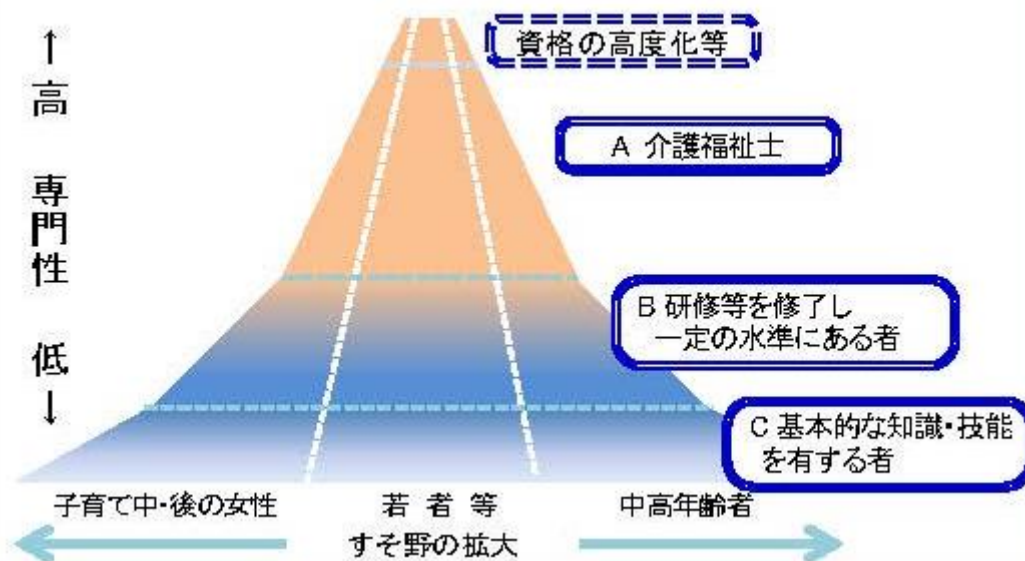 ↑
高
専門性
低
↓
資格の高度化等
A 介護福祉士
B 研修等を修了し
一定の水準にある者
C 基本的な知識・技能
を有する者
子育て中・後の女性
若者等
中高年齢者
すそ野の拡大